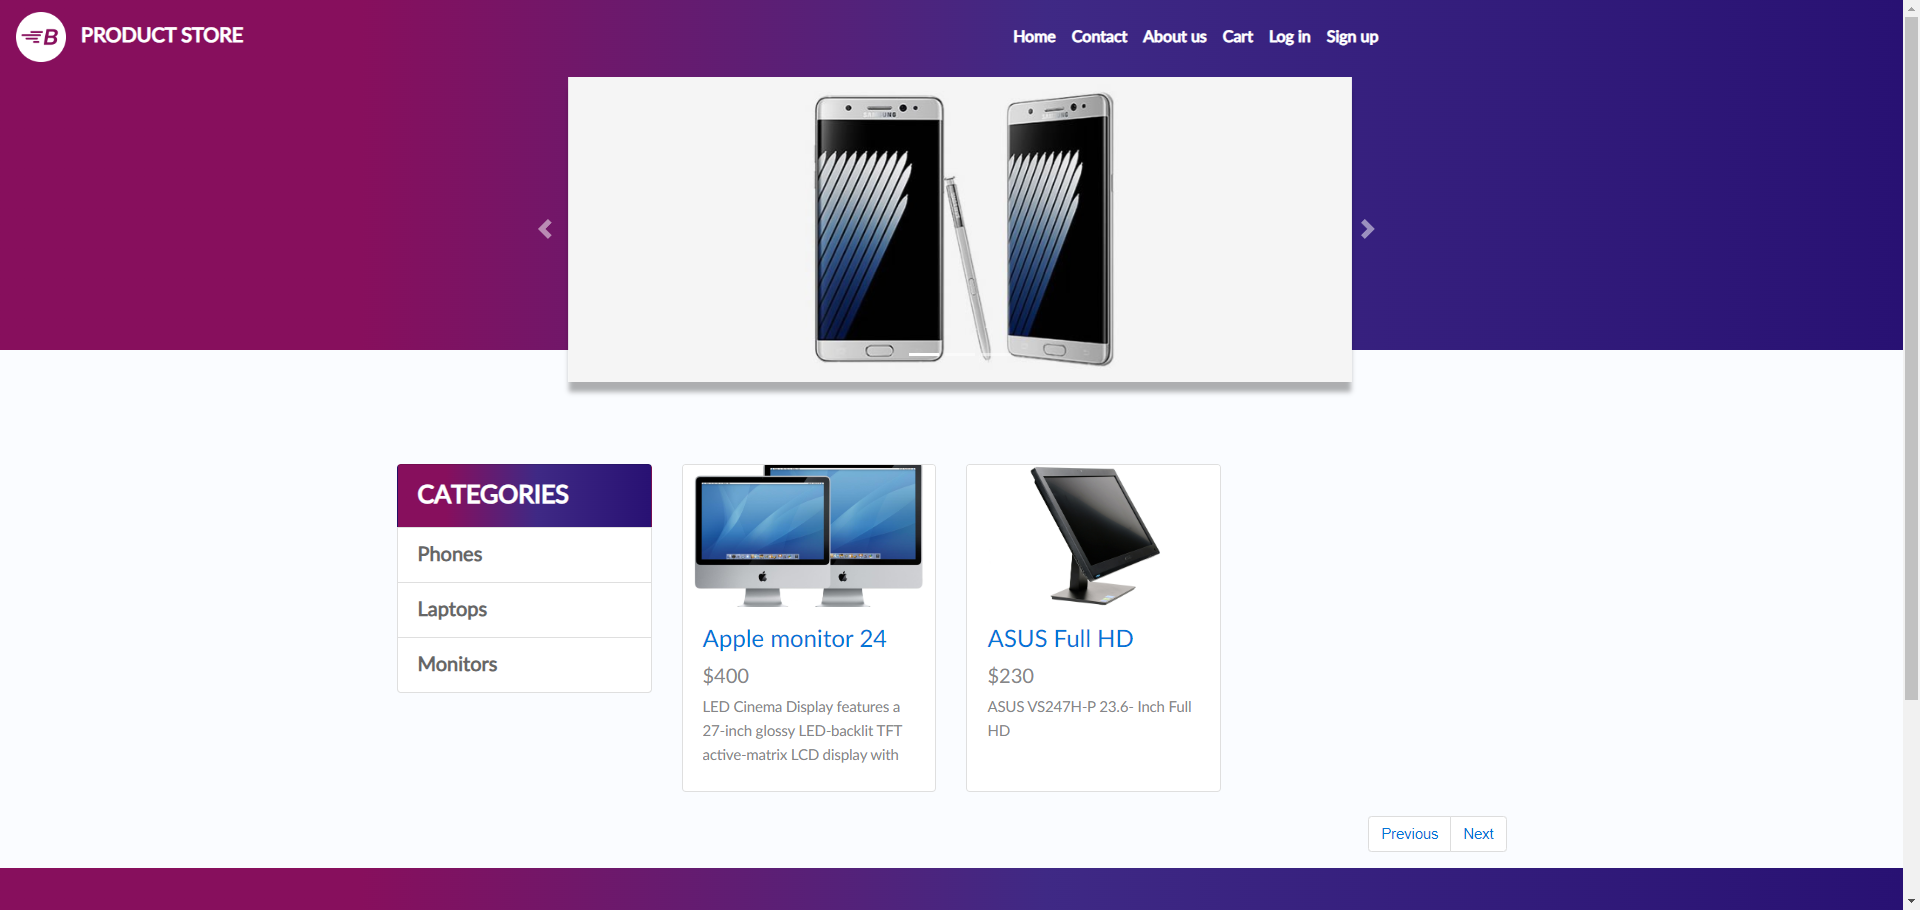 B PRODUCT STORE
Home Contact About us Cart Log in Sign up
SAMSUNG SAMSUNG
CATEGORIES
Phones
Laptops
Monitors
Apple monitor 24
$400
LED Cinema Display features a
27-inch glossy LED-backlit TFT
active-matrix LCD display with
ASUS Full HD
$230
ASUS VS247H-P 23.6- Inch Full
HD
Previous Next